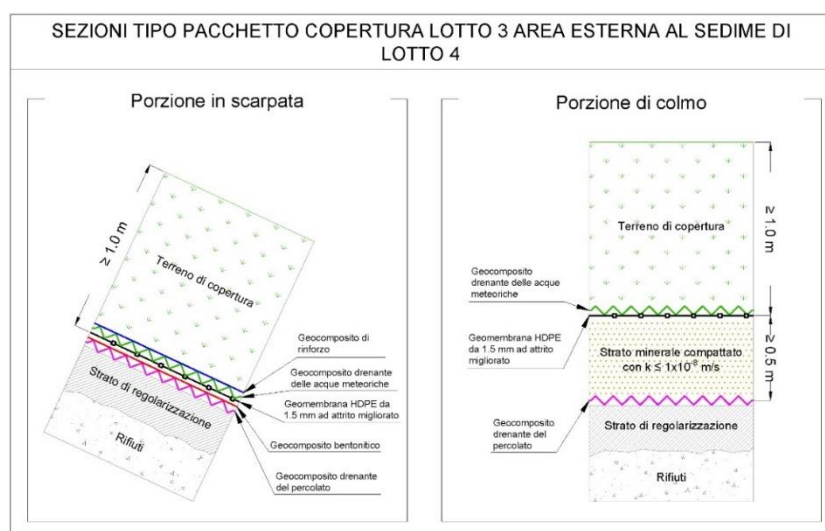 SEZIONI TIPO PACCHETTO COPERTURA LOTTO 3 AREA ESTERNA AL SEDIME DI
LOTTO 4
Porzione in scarpata
≥ 1.0 m
Terreno di copertura
Strato di regolarizzazione
Rifiuti
Geocomposito di
rinforzo
Geocomposito drenante
delle acque meteoriche
Geomembrana HDPE da
1.5 mm ad attrito migliorato
Geocomposito bentonitico
Geocomposito drenante
del percolato
Porzione di colmo
Terreno di copertura
≥ 1.0 m
Geocomposito
drenante delle acque
meteoriche
Geomembrana HDPE
da 1.5 mm ad attrito
migliorato
Strato minerale compattato
con k ≤ 1x10⁻⁸ m/s
≥ 0.5 m
Geocomposito
drenante del
percolato
Strato di regolarizzazione
Rifiuti